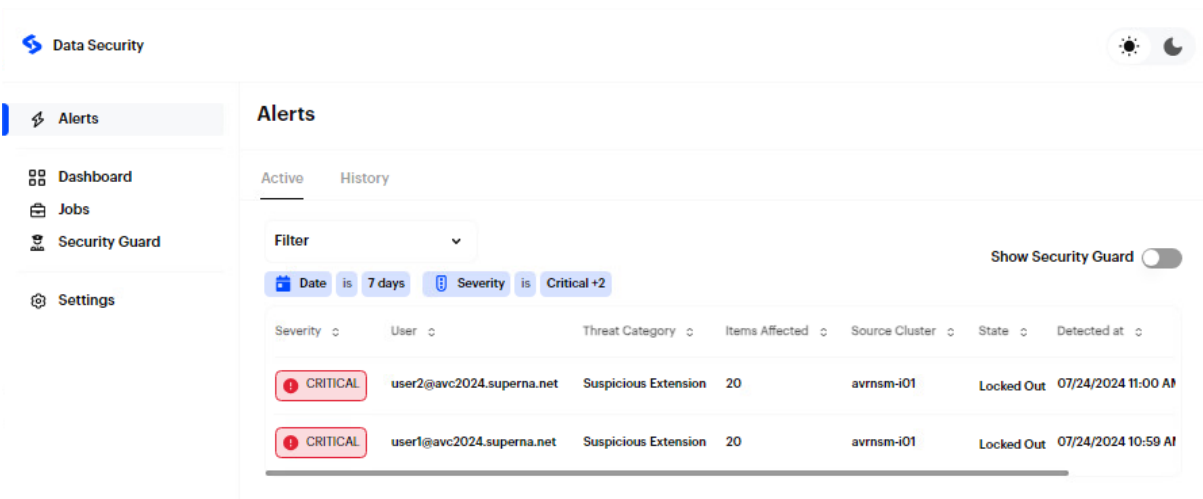 Data Security
Alerts
Dashboard
Jobs
Security Guard
Settings
Alerts
Active History
Filter
Show Security Guard
Date is 7 days Severity is Critical +2
Severity User Threat Category Items Affected Source Cluster State Detected at
CRITICAL user2@avc2024.superna.net Suspicious Extension 20 avrnsm-i01 Locked Out 07/24/2024 11:00 AM
CRITICAL user1@avc2024.superna.net Suspicious Extension 20 avrnsm-i01 Locked Out 07/24/2024 10:59 AM